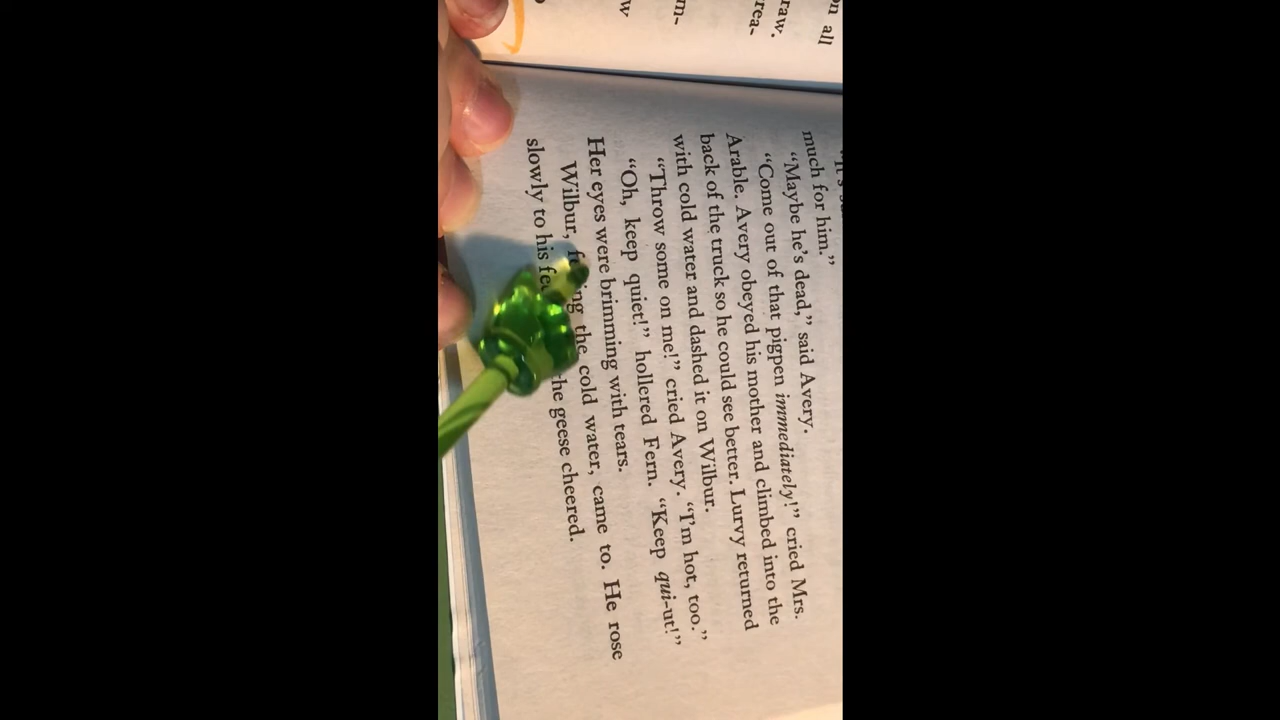 all
raw.
rea-
much for him.”
“Maybe he’s dead,” said Avery.
“Come out of that pigpen immediately!” cried Mrs.
Arable. Avery obeyed his mother and climbed into the
back of the truck so he could see better. Lurvy returned
with cold water and dashed it on Wilbur.
“Throw some on me!” cried Avery. “I’m hot, too.”
“Oh, keep quiet!” hollered Fern. “Keep qui-ut!”
Her eyes were brimming with tears.
Wilbur, the cold water, came to. He rose
slowly to his geese cheered.